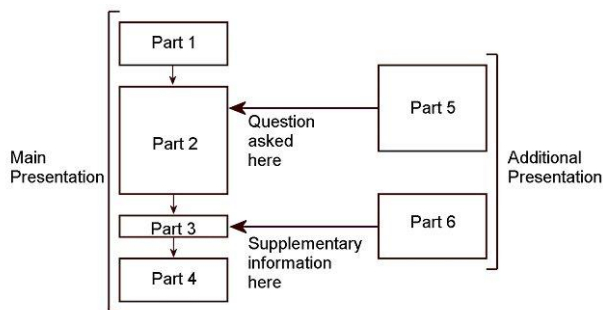 Part 1
Part 2
Part 3
Part 4
Main
Presentation
Question
asked
here
Supplementary
information
here
Part 5
Part 6
Additional
Presentation